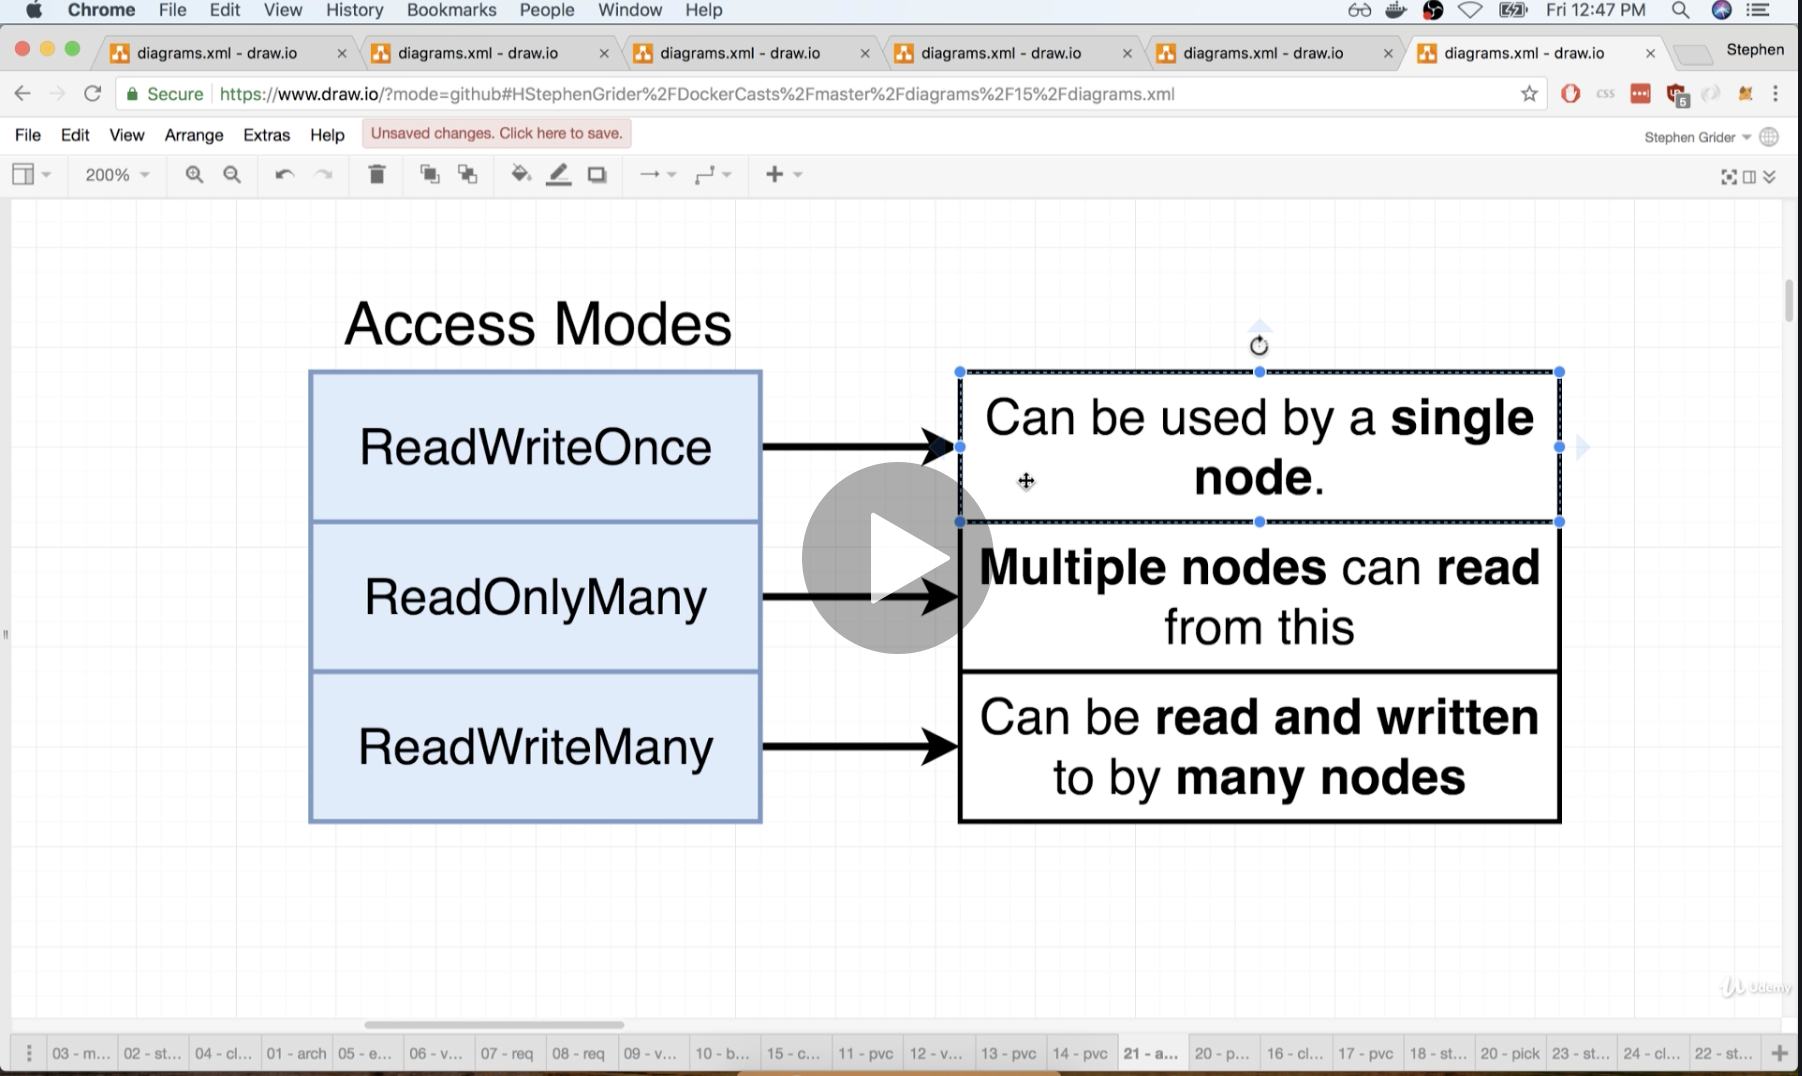 Chrome File Edit View History Bookmarks People Window Help Fri 12:47 PM
diagrams.xml - draw.io diagrams.xml - draw.io diagrams.xml - draw.io diagrams.xml - draw.io diagrams.xml - draw.io diagrams.xml - draw.io Stephen
Secure https://www.draw.io/?mode=github#HStephenGrider%2FDockerCasts%2Fmaster%2Fdiagrams%2F15%2Fdiagrams.xml css 5
File Edit View Arrange Extras Help Unsaved changes. Click here to save. Stephen Grider
200%
Access Modes
ReadWriteOnce
Can be used by a single
node.
ReadOnlyMany
Multiple nodes can read
from this
ReadWriteMany
Can be read and written
to by many nodes
Udemy
03 - m... 02 - st... 04 - cl... 01 - arch 05 - e... 06 - v... 07 - req 08 - req 09 - v... 10 - b... 15 - c... 11 - pvc 12 - v... 13 - pvc 14 - pvc 21 - a... 20 - p... 16 - cl... 17 - pvc 18 - st... 20 - pick 23 - st... 24 - cl... 22 - st...